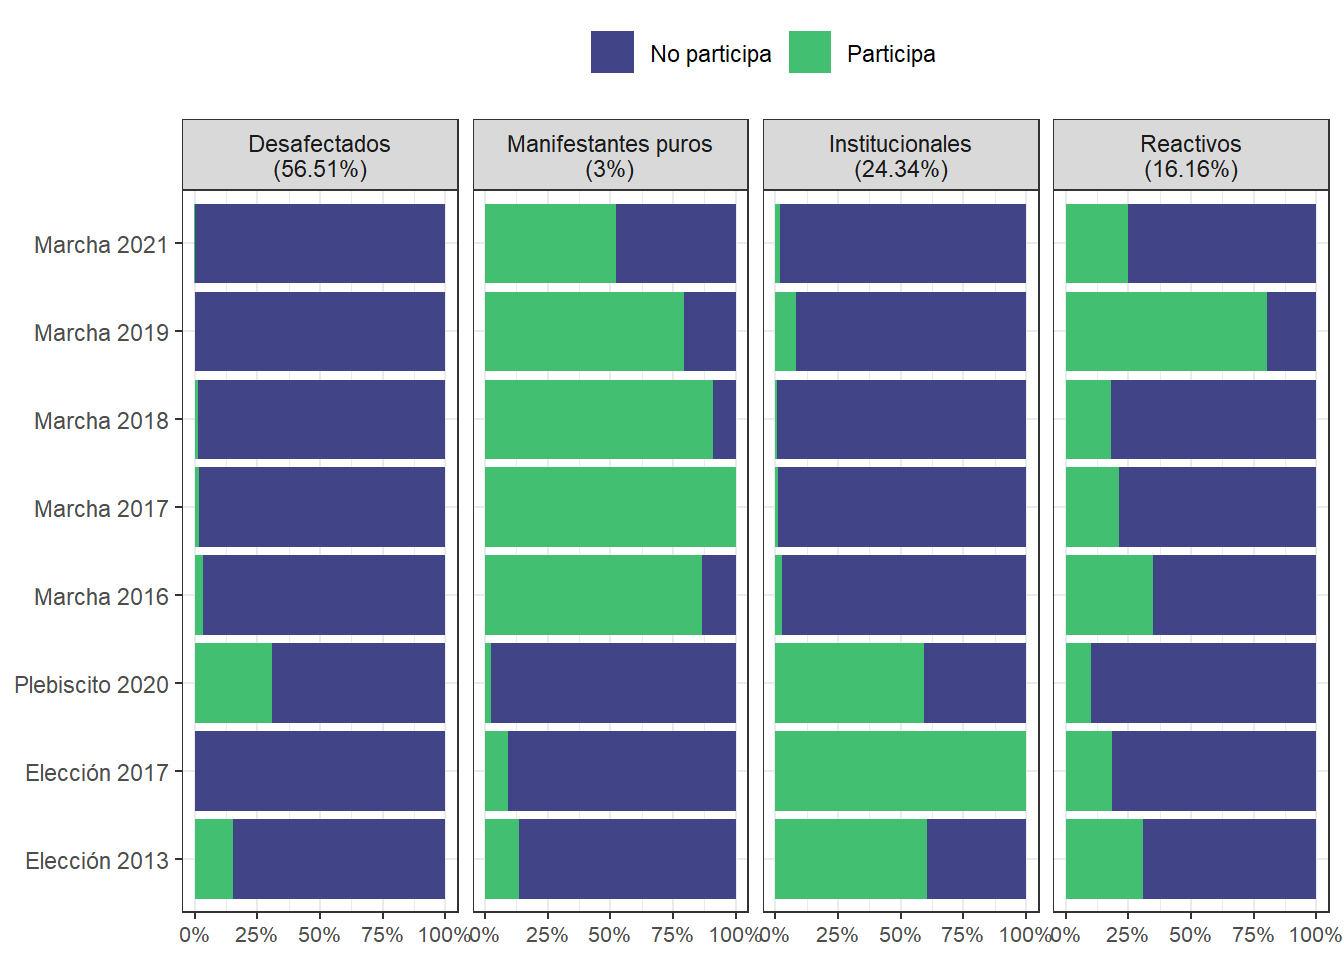 No participa
Participa
Desafectados
(56.51%)
Manifestantes puros
(3%)
Institucionales
(24.34%)
Reactivos
(16.16%)
Marcha 2021
Marcha 2019
Marcha 2018
Marcha 2017
Marcha 2016
Plebiscito 2020
Elección 2017
Elección 2013
0% 25% 50% 75% 100%
0% 25% 50% 75% 100%
0% 25% 50% 75% 100%
0% 25% 50% 75% 100%